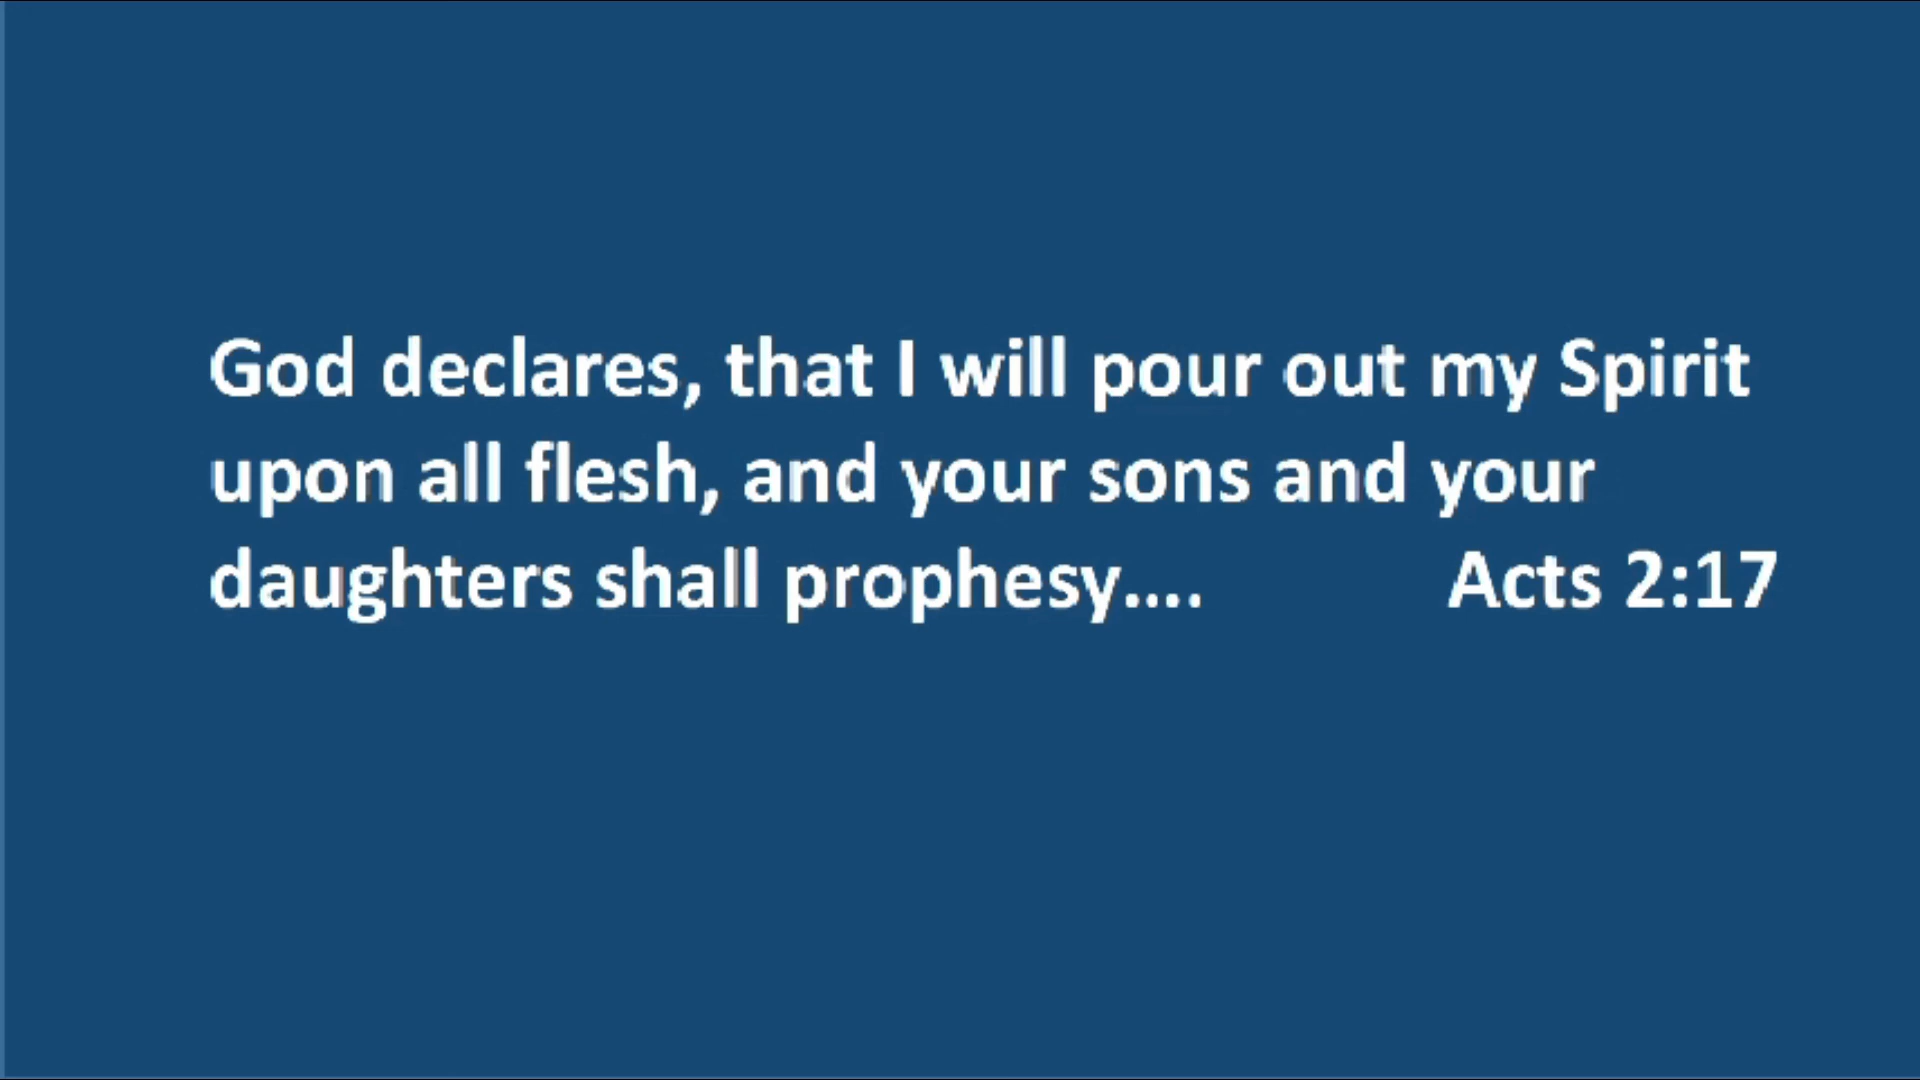 God declares, that I will pour out my Spirit
upon all flesh, and your sons and your
daughters shall prophesy.... Acts 2:17